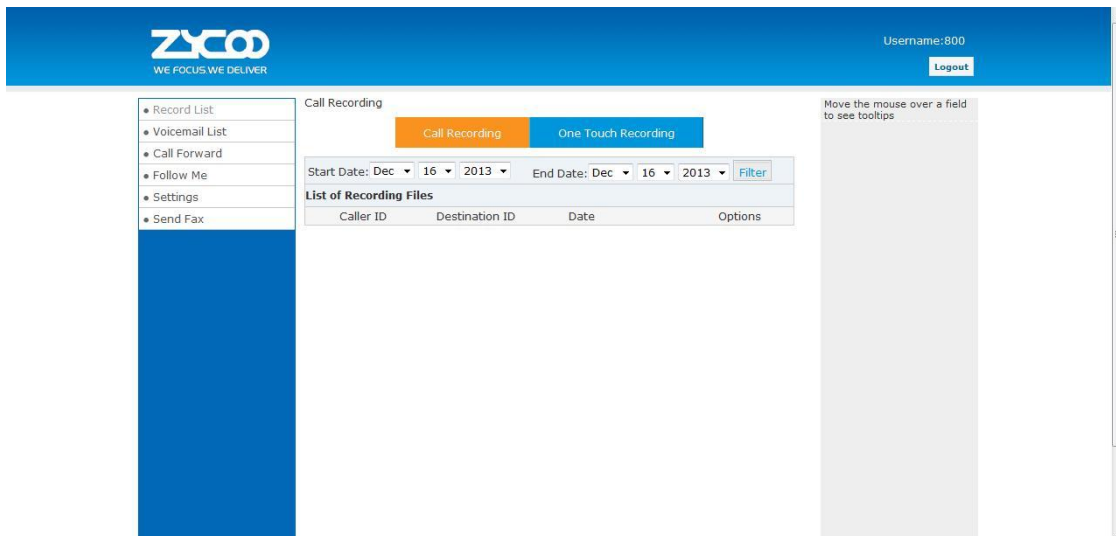 ZYCOO
WE FOCUS.WE DELIVER
Username:800
Logout
Record List
Voicemail List
Call Forward
Follow Me
Settings
Send Fax
Call Recording
Call Recording One Touch Recording
Start Date: Dec 16 2013 End Date: Dec 16 2013 Filter
List of Recording Files
Caller ID Destination ID Date Options
Move the mouse over a field
to see tooltips